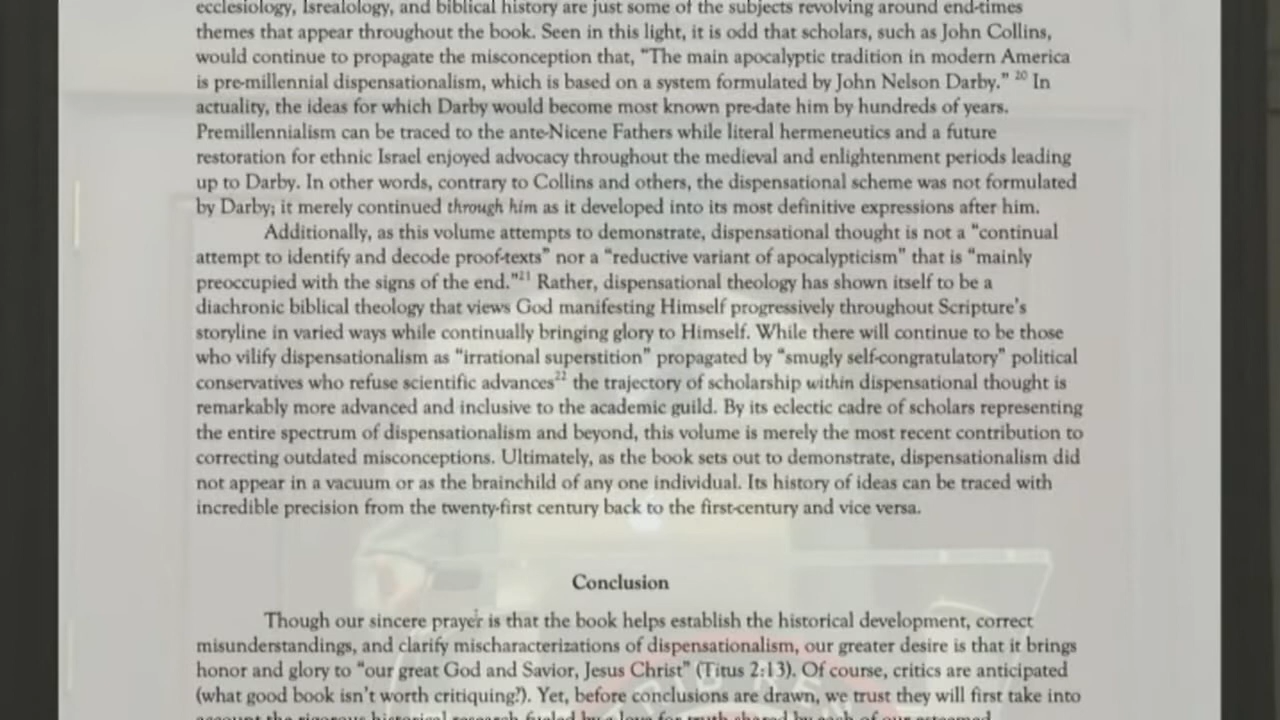 ecclesiology, Isrealology, and biblical history are just some of the subjects revolving around end-times
themes that appear throughout the book. Seen in this light, it is odd that scholars, such as John Collins,
would continue to propagate the misconception that, "The main apocalyptic tradition in modern America
is pre-millennial dispensationalism, which is based on a system formulated by John Nelson Darby." 20 In
actuality, the ideas for which Darby would become most known pre-date him by hundreds of years.
Premillennialism can be traced to the ante-Nicene Fathers while literal hermeneutics and a future
restoration for ethnic Israel enjoyed advocacy throughout the medieval and enlightenment periods leading
up to Darby. In other words, contrary to Collins and others, the dispensational scheme was not formulated
by Darby; it merely continued through him as it developed into its most definitive expressions after him.
Additionally, as this volume attempts to demonstrate, dispensational thought is not a "continual
attempt to identify and decode proof-texts" nor a "reductive variant of apocalypticism" that is "mainly
preoccupied with the signs of the end."21 Rather, dispensational theology has shown itself to be a
diachronic biblical theology that views God manifesting Himself progressively throughout Scripture's
storyline in varied ways while continually bringing glory to Himself. While there will continue to be those
who vilify dispensationalism as "irrational superstition" propagated by "smugly self-congratulatory" political
conservatives who refuse scientific advances22 the trajectory of scholarship within dispensational thought is
remarkably more advanced and inclusive to the academic guild. By its eclectic cadre of scholars representing
the entire spectrum of dispensationalism and beyond, this volume is merely the most recent contribution to
correcting outdated misconceptions. Ultimately, as the book sets out to demonstrate, dispensationalism did
not appear in a vacuum or as the brainchild of any one individual. Its history of ideas can be traced with
incredible precision from the twenty-first century back to the first-century and vice versa.
Conclusion
Though our sincere prayer is that the book helps establish the historical development, correct
misunderstandings, and clarify mischaracterizations of dispensationalism, our greater desire is that it brings
honor and glory to "our great God and Savior, Jesus Christ" (Titus 2:13). Of course, critics are anticipated
(what good book isn't worth critiquing?). Yet, before conclusions are drawn, we trust they will first take into